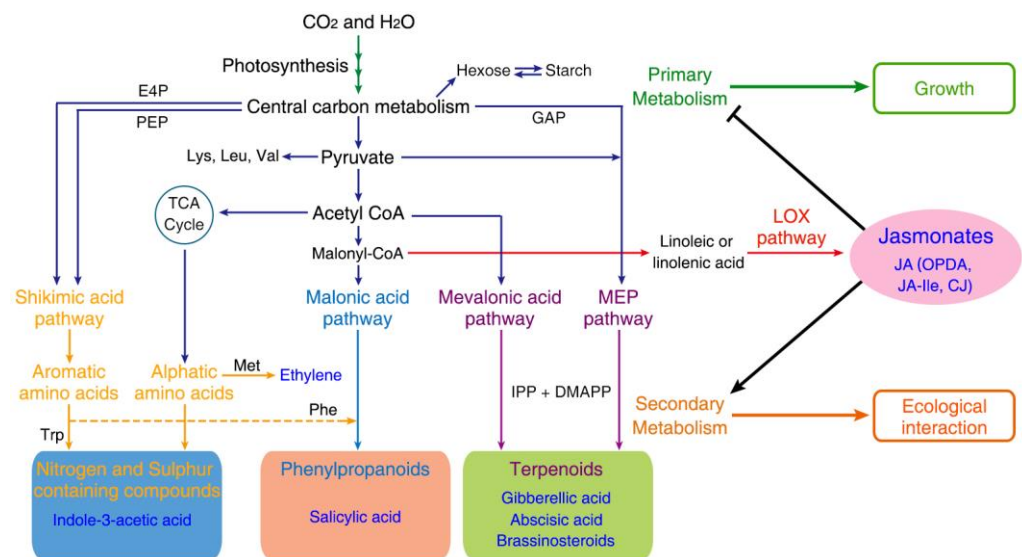 CO2 and H2O
Photosynthesis
Hexose
Starch
Central carbon metabolism
E4P
PEP
GAP
Lys, Leu, Val
Pyruvate
TCA
Cycle
Acetyl CoA
Malonyl-CoA
Linoleic or
linolenic acid
LOX
pathway
Primary
Metabolism
Growth
Jasmonates
JA (OPDA,
JA-Ile, CJ)
Shikimic acid
pathway
Malonic acid
pathway
Mevalonic acid
pathway
MEP
pathway
Aromatic
amino acids
Alphatic
amino acids
Met
Ethylene
IPP + DMAPP
Phe
Trp
Secondary
Metabolism
Ecological
interaction
Nitrogen and Sulphur
containing compounds
Indole-3-acetic acid
Phenylpropanoids
Salicylic acid
Terpenoids
Gibberellic acid
Abscisic acid
Brassinosteroids